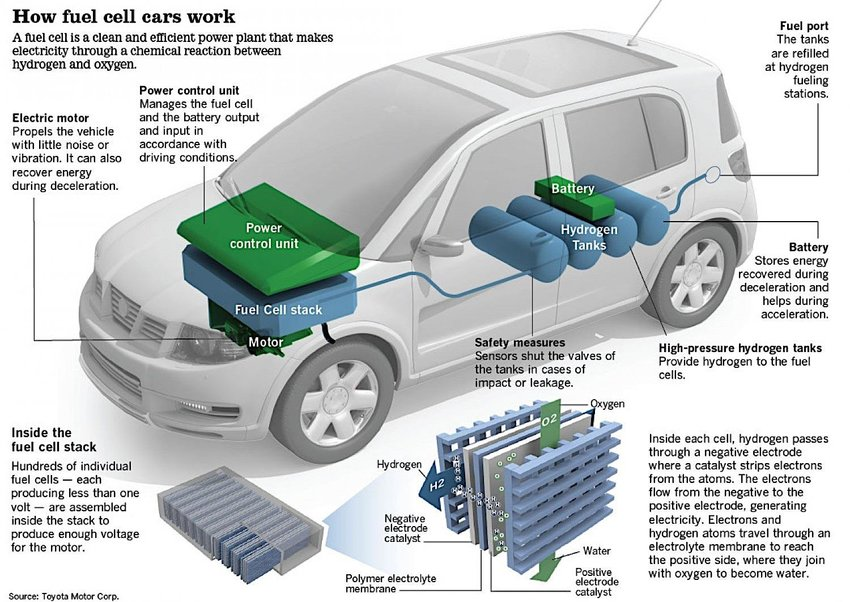 How fuel cell cars work
A fuel cell is a clean and efficient power plant that makes
electricity through a chemical reaction between
hydrogen and oxygen.
Fuel port
The tanks
are refilled
at hydrogen
fueling
stations.
Power control unit
Manages the fuel cell
and the battery output
and input in
accordance with
driving conditions.
Electric motor
Propels the vehicle
with little noise or
vibration. It can also
recover energy
during deceleration.
Battery
Power
control unit
Hydrogen
Tanks
Battery
Stores energy
recovered during
deceleration and
helps during
acceleration.
Fuel Cell stack
Motor
Safety measures
Sensors shut the valves of
the tanks in cases of
impact or leakage.
High-pressure hydrogen tanks
Provide hydrogen to the fuel
cells.
Inside the
fuel cell stack
Hundreds of individual
fuel cells — each
producing less than one
volt — are assembled
inside the stack to
produce enough voltage
for the motor.
Oxygen
O2
Hydrogen
H2
Negative
electrode
catalyst
Polymer electrolyte
membrane
Water
Positive
electrode
catalyst
Inside each cell, hydrogen passes
through a negative electrode
where a catalyst strips electrons
from the atoms. The electrons
flow from the negative to the
positive electrode, generating
electricity. Electrons and
hydrogen atoms travel through an
electrolyte membrane to reach
the positive side, where they join
with oxygen to become water.
Source: Toyota Motor Corp.